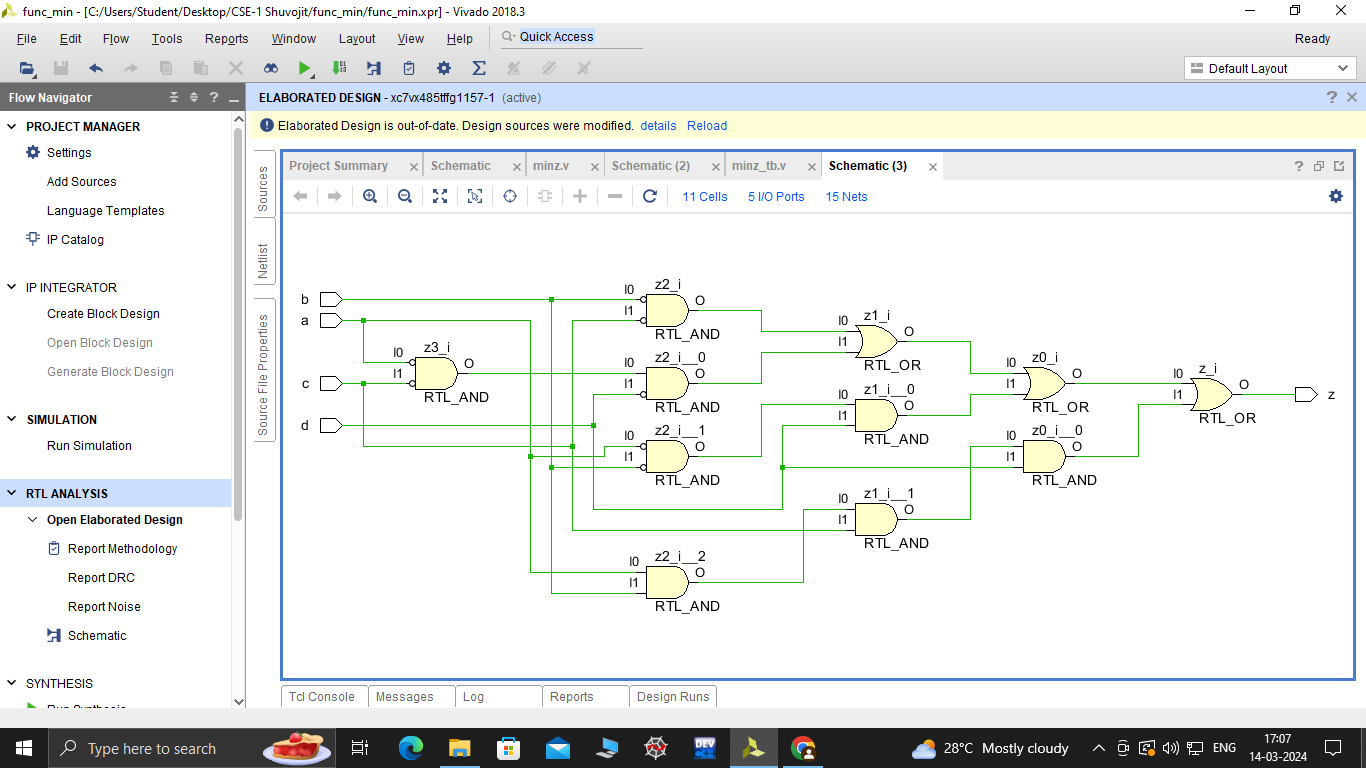 func_min - [C:/Users/Student/Desktop/CSE-1 Shuvojit/func_min/func_min.xpr] - Vivado 2018.3
File Edit Flow Tools Reports Window Layout View Help Quick Access Ready
Default Layout
Flow Navigator
ELABORATED DESIGN - xc7vx485tffg1157-1 (active)
Elaborated Design is out-of-date. Design sources were modified. details Reload
PROJECT MANAGER
Settings
Add Sources
Language Templates
IP Catalog
IP INTEGRATOR
Create Block Design
Open Block Design
Generate Block Design
SIMULATION
Run Simulation
RTL ANALYSIS
Open Elaborated Design
Report Methodology
Report DRC
Report Noise
Schematic
SYNTHESIS
Run Synthesis
Sources
Netlist
Source File Properties
Project Summary Schematic minz.v Schematic (2) minz_tb.v Schematic (3)
11 Cells 5 I/O Ports 15 Nets
b
a
c
d
z3_i
I0
I1
O
RTL_AND
z2_i
I0
I1
O
RTL_AND
z2_i__0
I0
I1
O
RTL_AND
z2_i__1
I0
I1
O
RTL_AND
z2_i__2
I0
I1
O
RTL_AND
z1_i
I0
I1
O
RTL_OR
z1_i__0
I0
I1
O
RTL_AND
z1_i__1
I0
I1
O
RTL_AND
z0_i
I0
I1
O
RTL_OR
z0_i__0
I0
I1
O
RTL_AND
z_i
I0
I1
O
RTL_OR
z
Tcl Console Messages Log Reports Design Runs
Type here to search
DEV
28°C Mostly cloudy
ENG
17:07
14-03-2024